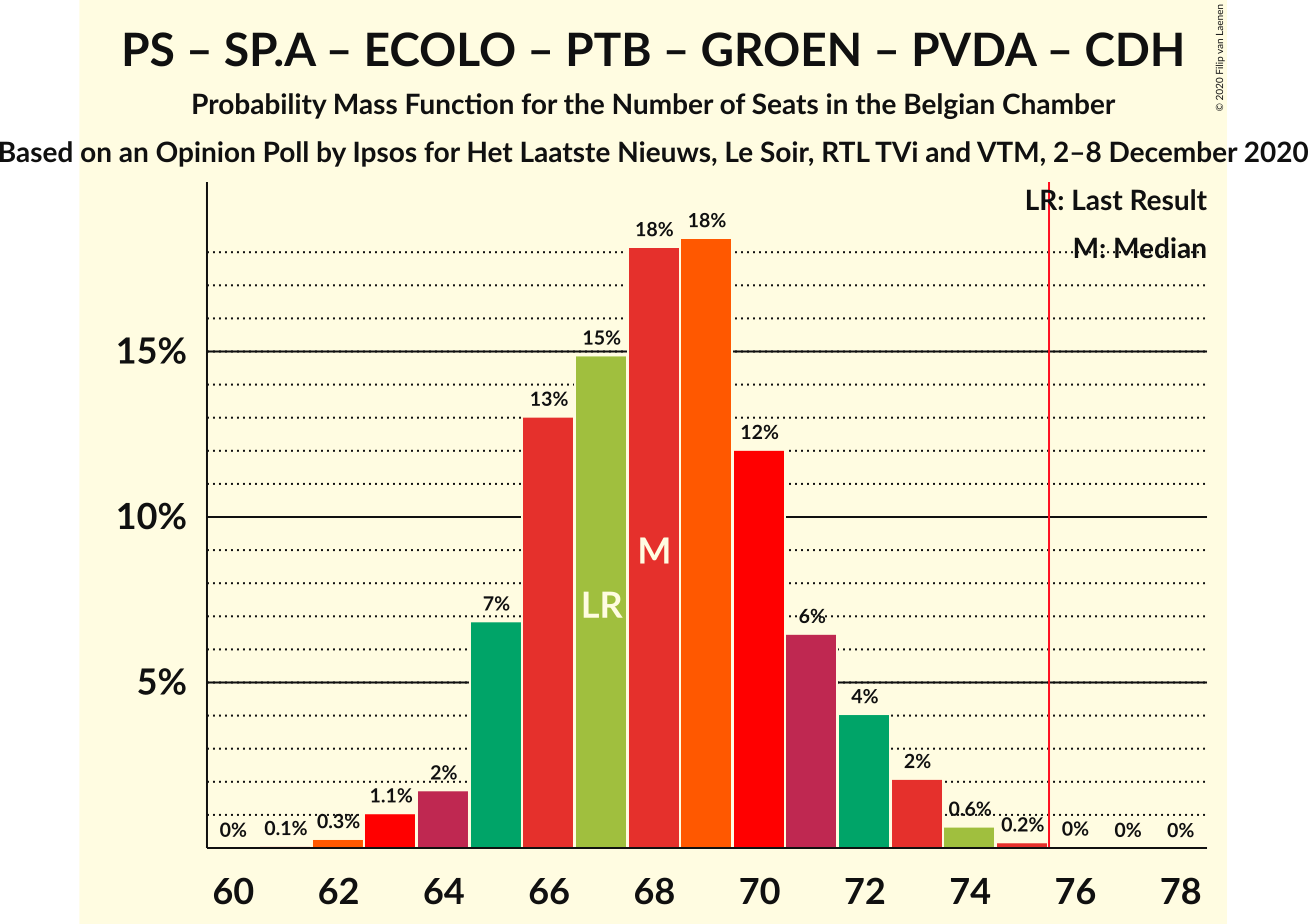 PS – SP.A – ECOLO – PTB – GROEN – PVDA – CDH
Probability Mass Function for the Number of Seats in the Belgian Chamber
Based on an Opinion Poll by Ipsos for Het Laatste Nieuws, Le Soir, RTL TVi and VTM, 2–8 December 2020
© 2020 Filip van Laenen
LR: Last Result
M: Median
15%
10%
5%
0%
0.1%
0.3%
1.1%
2%
7%
13%
15%
18%
18%
12%
6%
4%
2%
0.6%
0.2%
0%
0%
0%
LR
M
60 62 64 66 68 70 72 74 76 78